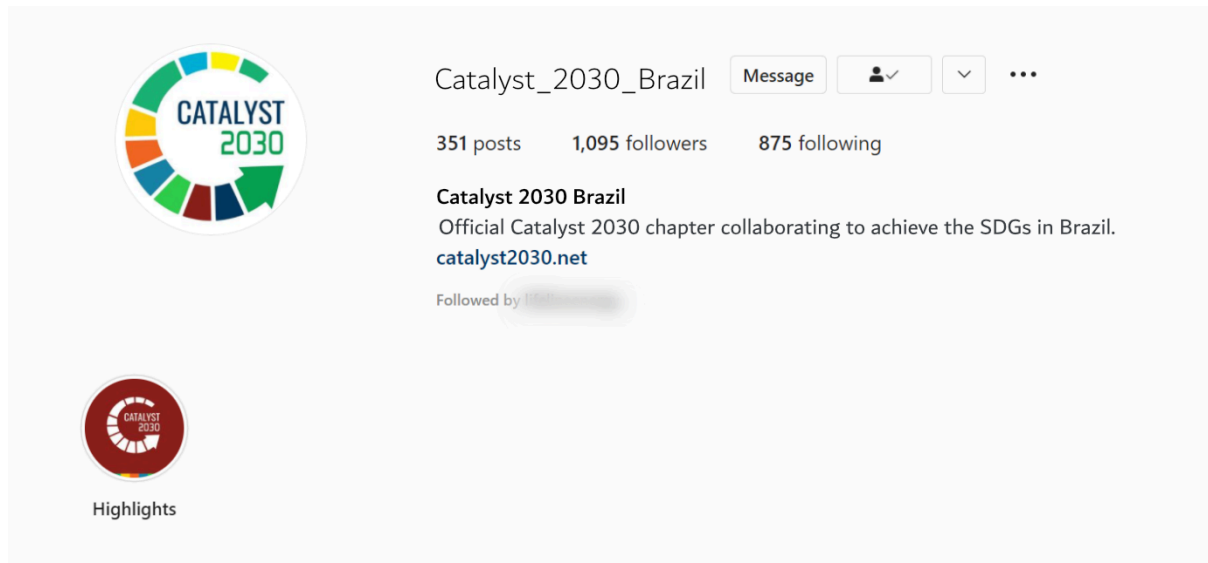 CATALYST
2030
Catalyst_2030_Brazil Message
351 posts 1,095 followers 875 following
Catalyst 2030 Brazil
Official Catalyst 2030 chapter collaborating to achieve the SDGs in Brazil.
catalyst2030.net
Followed by
CATALYST
2030
Highlights